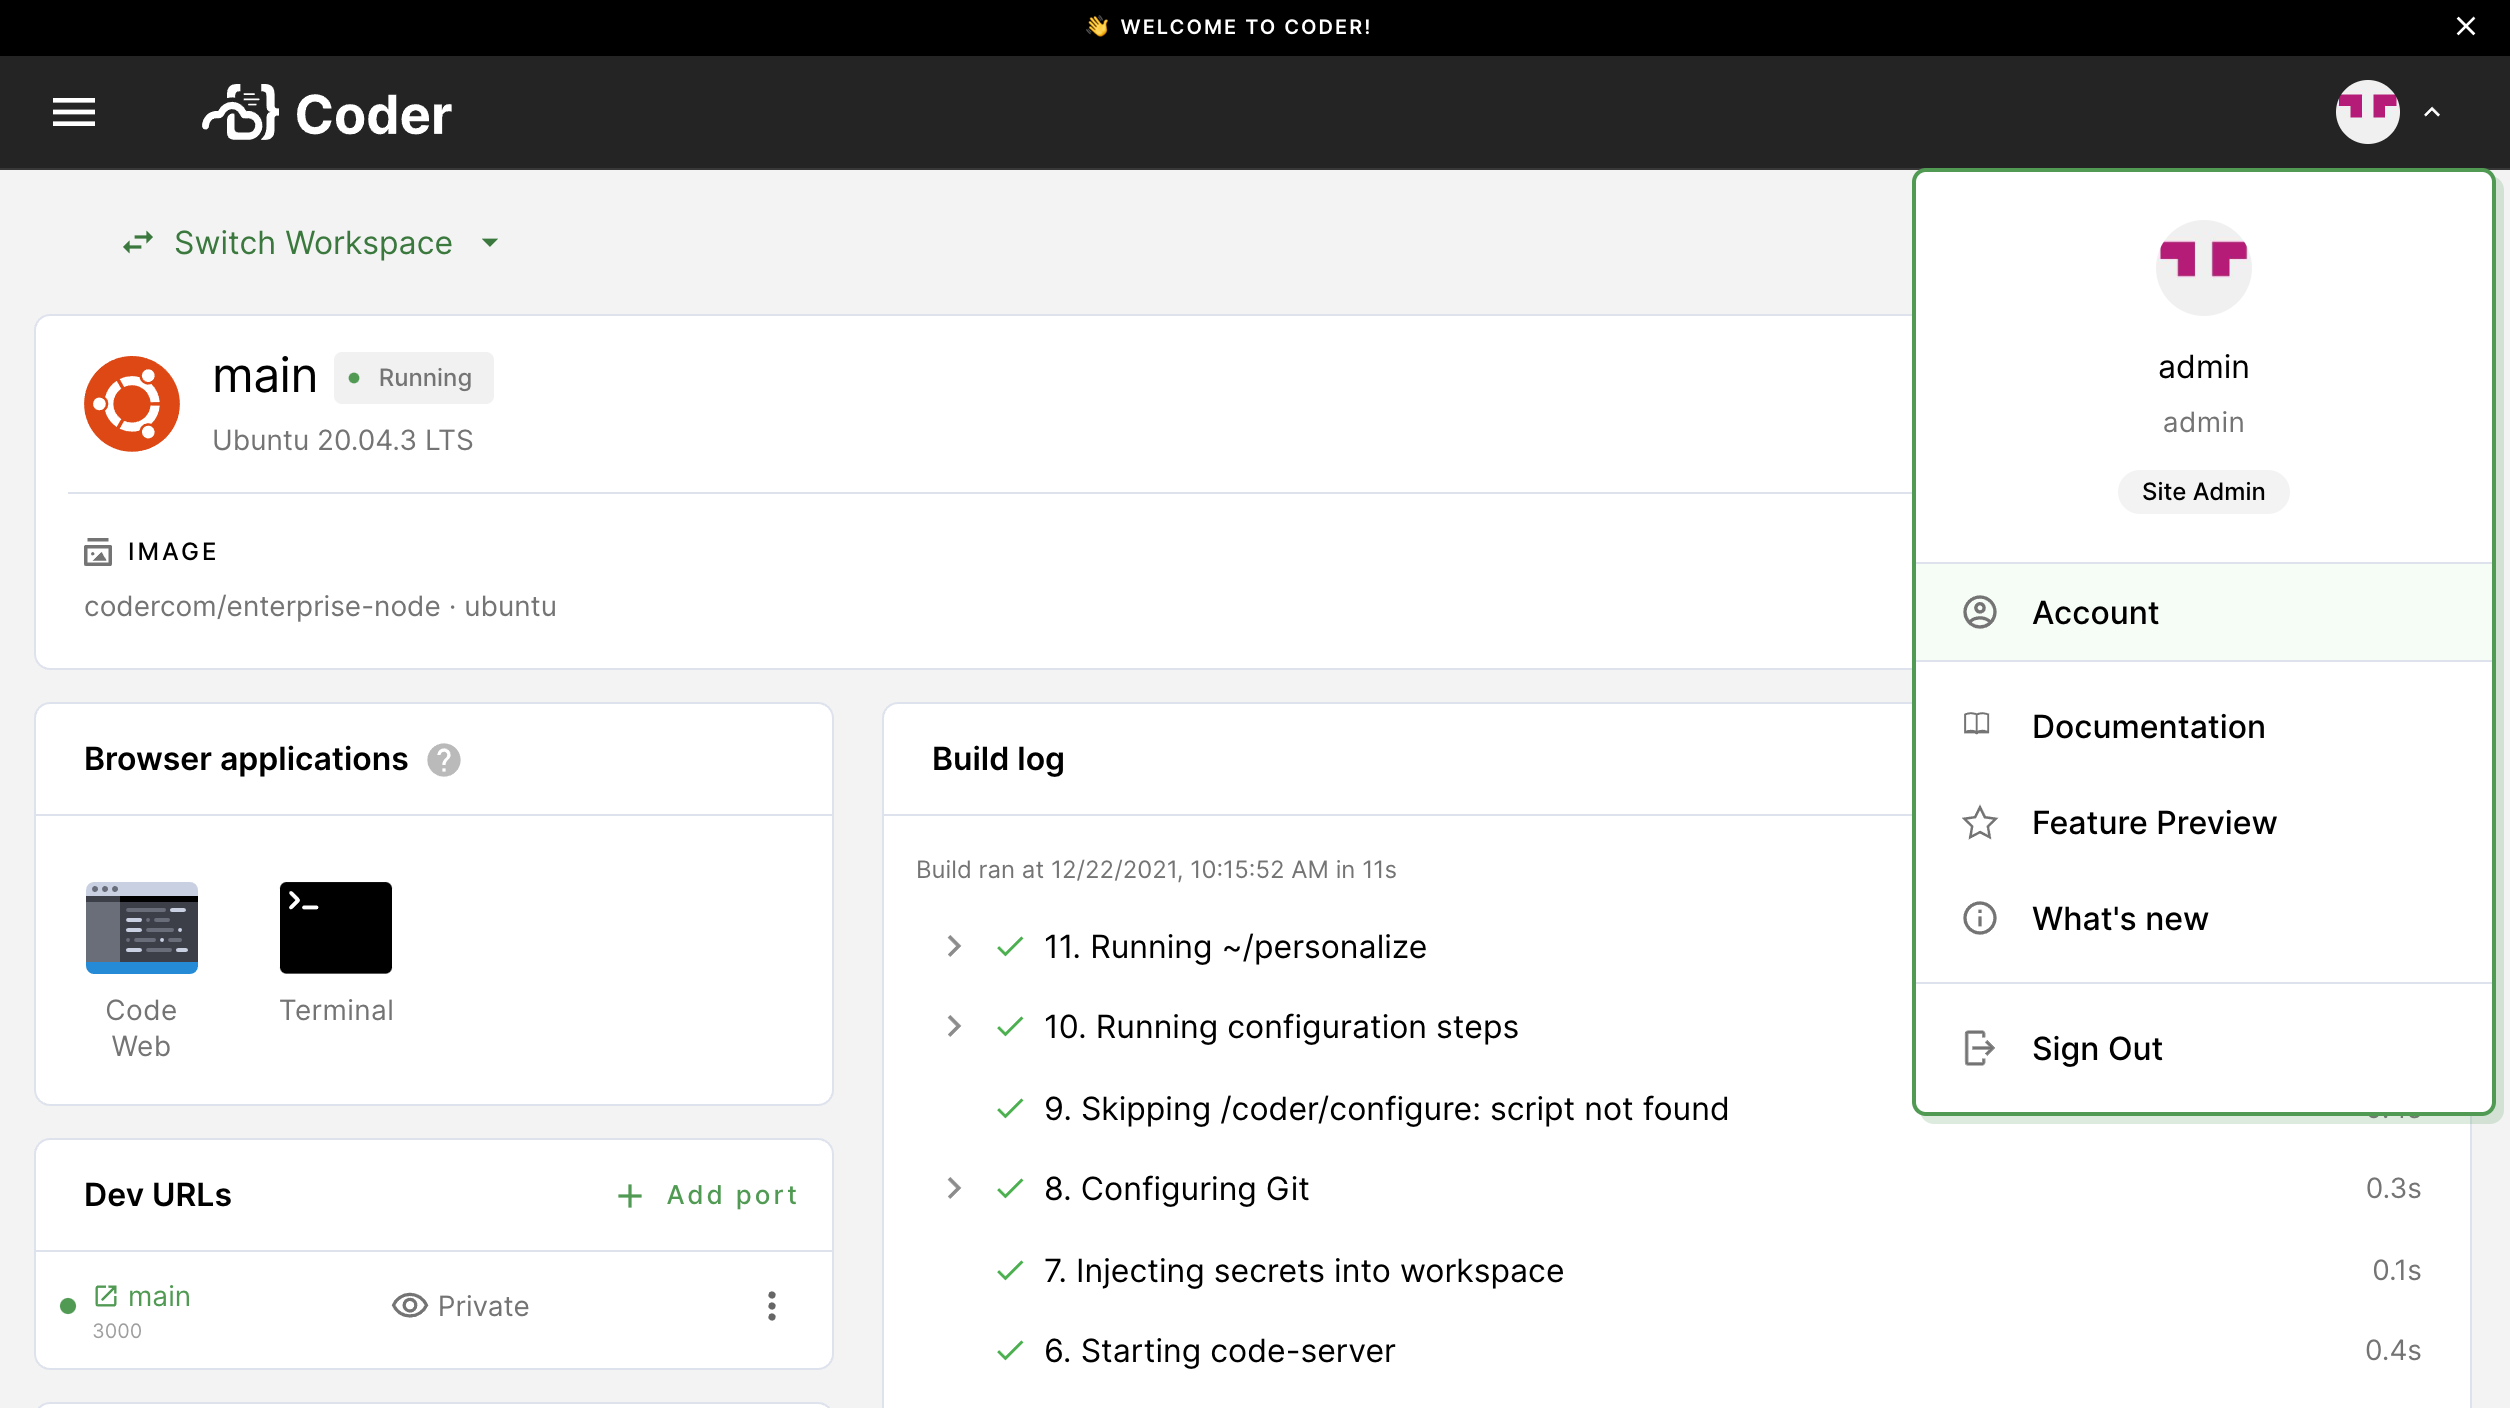 👋 WELCOME TO CODER!
Coder
Switch Workspace
main
Running
Ubuntu 20.04.3 LTS
IMAGE
codercom/enterprise-node · ubuntu
Browser applications
Code
Web
Terminal
Dev URLs
+ Add port
main
3000
Private
Build log
Build ran at 12/22/2021, 10:15:52 AM in 11s
11. Running ~/personalize
10. Running configuration steps
9. Skipping /coder/configure: script not found
8. Configuring Git
0.3s
7. Injecting secrets into workspace
0.1s
6. Starting code-server
0.4s
admin
admin
Site Admin
Account
Documentation
Feature Preview
What's new
Sign Out